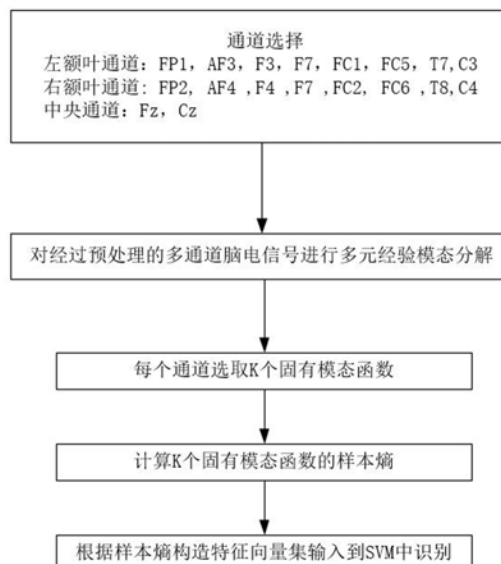 通道选择
左额叶通道：FP1，AF3，F3，F7，FC1，FC5，T7,C3
右额叶通道: FP2, AF4 ,F4 ,F7 ,FC2, FC6 ,T8,C4
中央通道：Fz，Cz
对经过预处理的多通道脑电信号进行多元经验模态分解
每个通道选取K个固有模态函数
计算K个固有模态函数的样本熵
根据样本熵构造特征向量集输入到SVM中识别